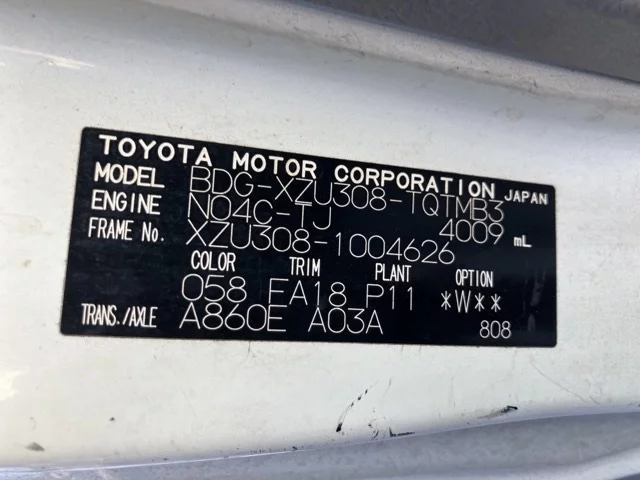 TOYOTA MOTOR CORPORATION JAPAN
MODEL BDG-XZU308-TQTMB3
ENGINE N04C-TJ 4009 mL
FRAME No. XZU308-1004626
COLOR TRIM PLANT OPTION
058 FA18 P11 *W**
TRANS./AXLE A860E A03A 808